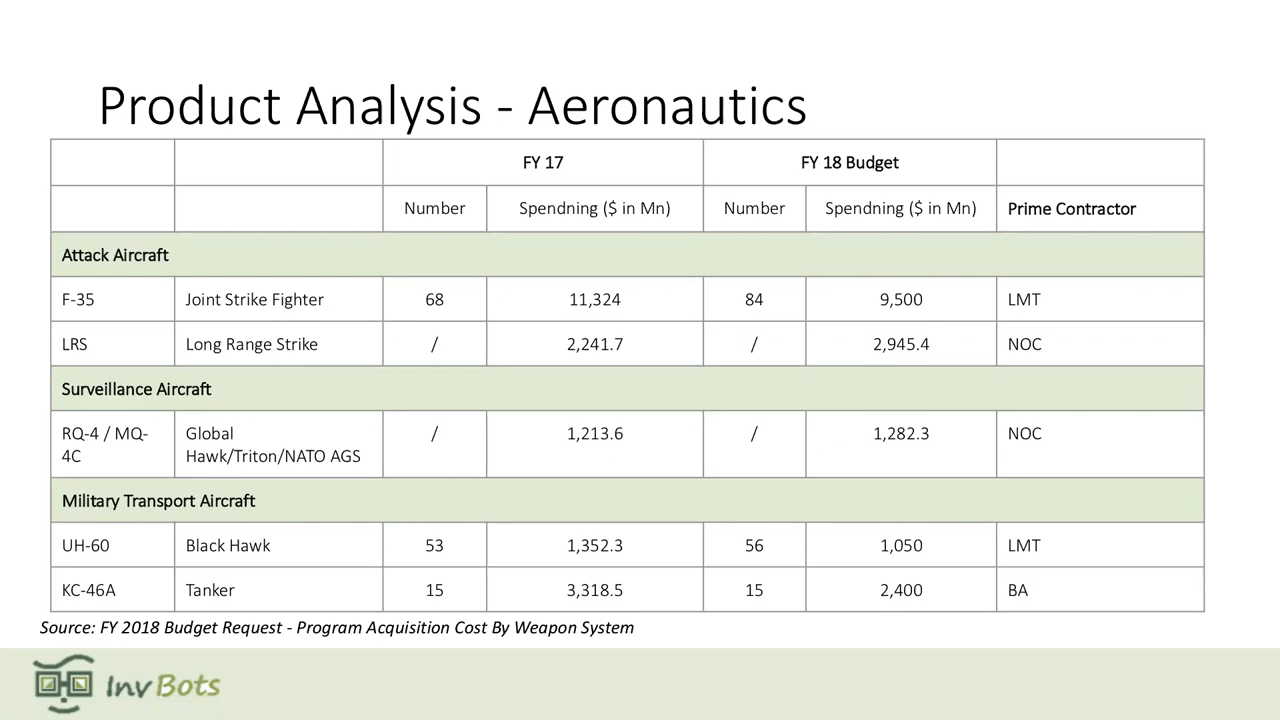 Product Analysis - Aeronautics
FY 17 FY 18 Budget
Number Spendning ($ in Mn) Number Spendning ($ in Mn) Prime Contractor
Attack Aircraft
F-35 Joint Strike Fighter 68 11,324 84 9,500 LMT
LRS Long Range Strike / 2,241.7 / 2,945.4 NOC
Surveillance Aircraft
RQ-4 / MQ- Global / 1,213.6 / 1,282.3 NOC
4C Hawk/Triton/NATO AGS
Military Transport Aircraft
UH-60 Black Hawk 53 1,352.3 56 1,050 LMT
KC-46A Tanker 15 3,318.5 15 2,400 BA
Source: FY 2018 Budget Request - Program Acquisition Cost By Weapon System
InvBots